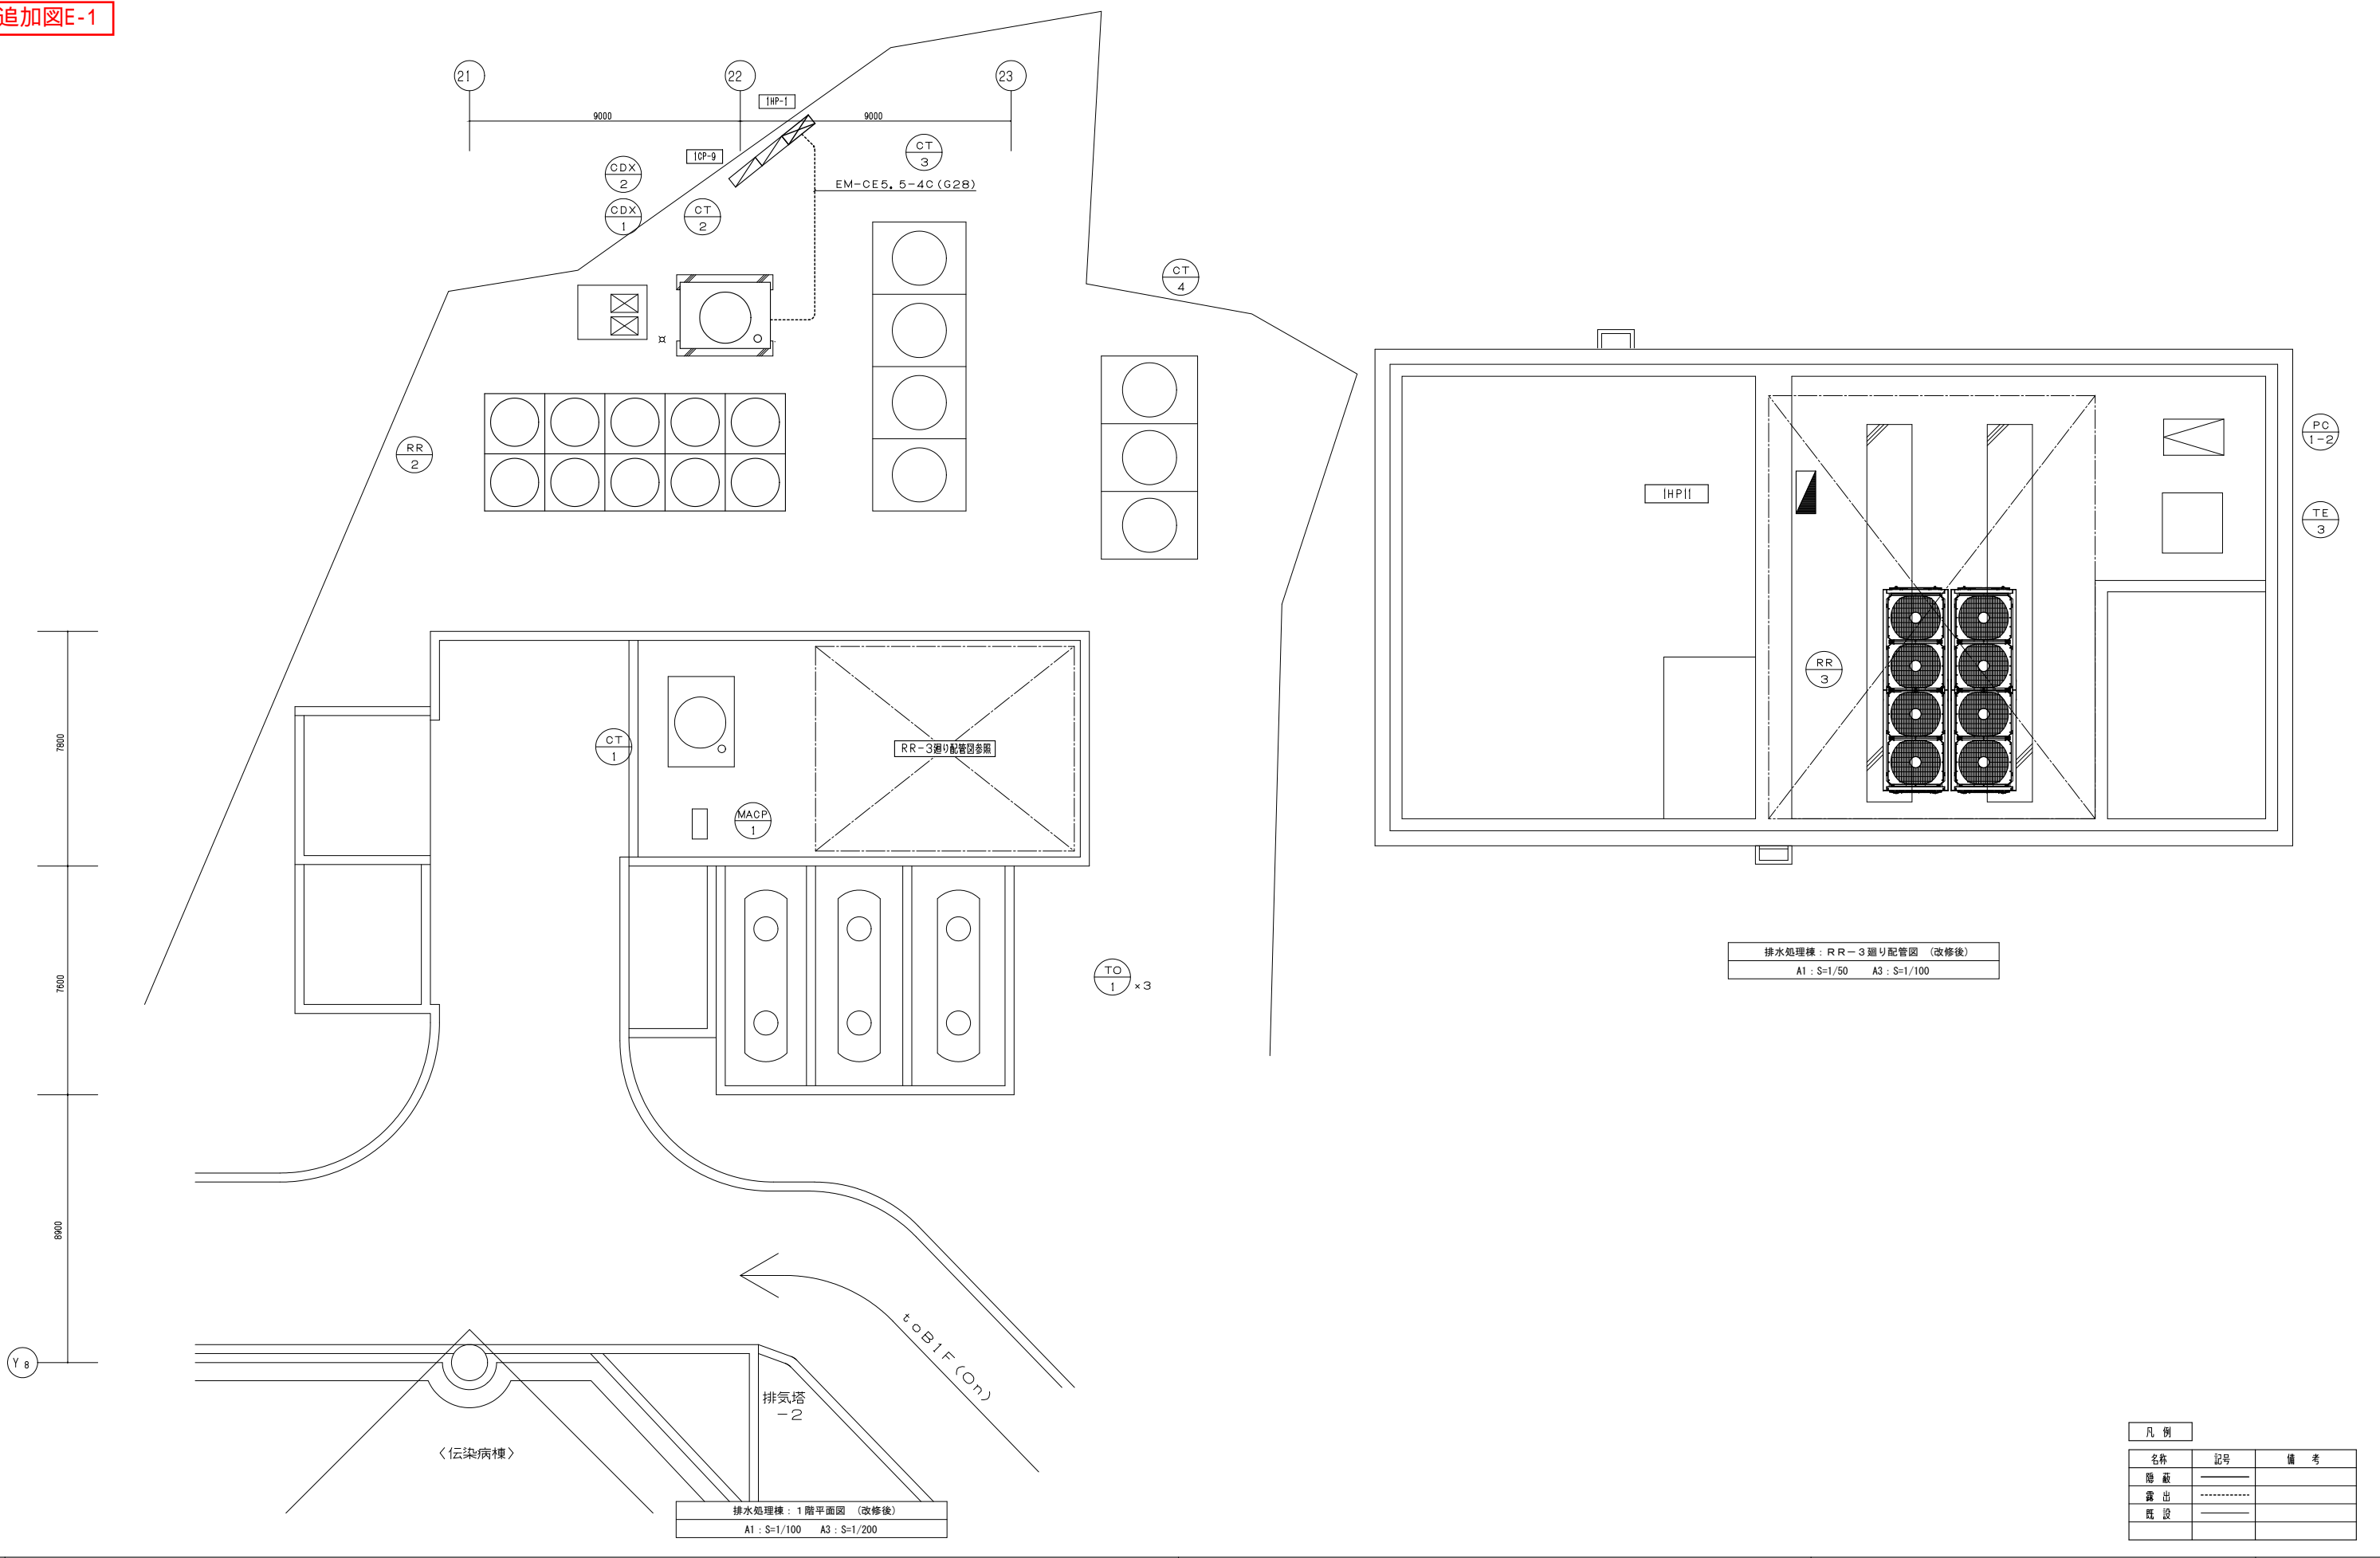 追加図E-1
21
22
23
1HP-1
9000
9000
1CP-9
CT
3
CDX
2
EM-CE5.5-4C(G28)
CDX
1
CT
2
CT
4
RR
2
PC
1-2
TE
3
RR
3
7800
CT
1
RR-3廻り配管図参照
MACP
1
排水処理棟：RR-3廻り配管図 （改修後）
A1：S=1/50 A3：S=1/100
7600
TO
1
×3
8900
toB1F(On)
Y8
排気塔
-2
〈伝染病棟〉
排水処理棟：1階平面図 （改修後）
A1：S=1/100 A3：S=1/200
凡 例
名称 記号 備 考
隠 蔽
露 出
既 設